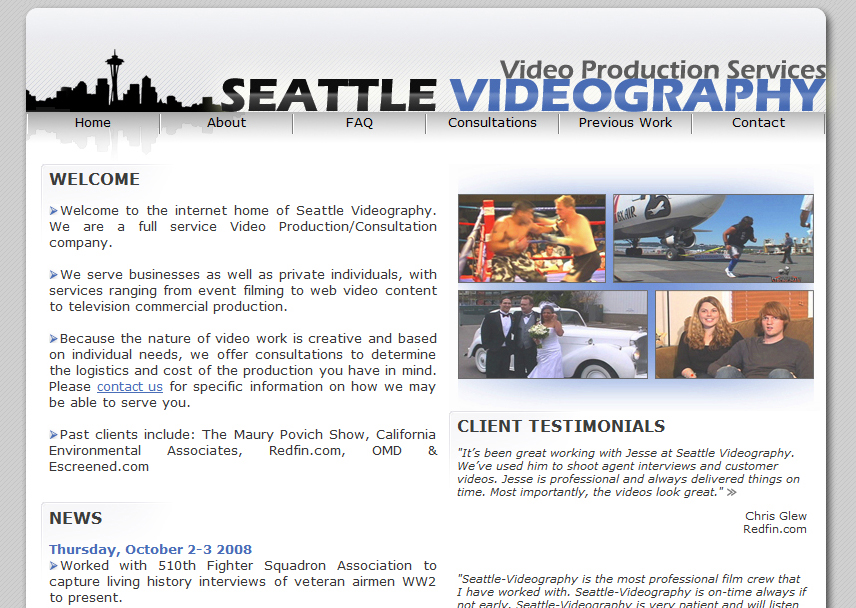 Video Production Services
SEATTLE VIDEOGRAPHY
Home About FAQ Consultations Previous Work Contact
WELCOME
Welcome to the internet home of Seattle Videography.
We are a full service Video Production/Consultation
company.
We serve businesses as well as private individuals, with
services ranging from event filming to web video content
to television commercial production.
Because the nature of video work is creative and based
on individual needs, we offer consultations to determine
the logistics and cost of the production you have in mind.
Please contact us for specific information on how we may
be able to serve you.
Past clients include: The Maury Povich Show, California
Environmental Associates, Redfin.com, OMD &
Escreened.com
NEWS
Thursday, October 2-3 2008
Worked with 510th Fighter Squadron Association to
capture living history interviews of veteran airmen WW2
to present.
CLIENT TESTIMONIALS
"It's been great working with Jesse at Seattle Videography.
We've used him to shoot agent interviews and customer
videos. Jesse is professional and always delivered things on
time. Most importantly, the videos look great." »
Chris Glew
Redfin.com
"Seattle-Videography is the most professional film crew that
I have worked with. Seattle-Videography is on-time always if
not early. Seattle-Videography is very patient and will listen